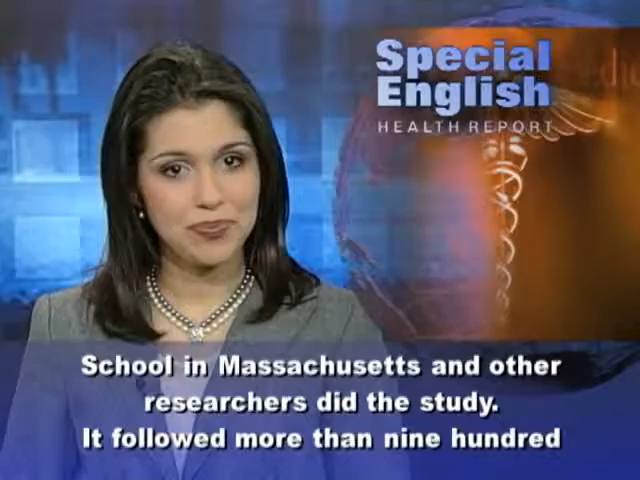 Special
English
HEALTH REPORT
School in Massachusetts and other
researchers did the study.
It followed more than nine hundred